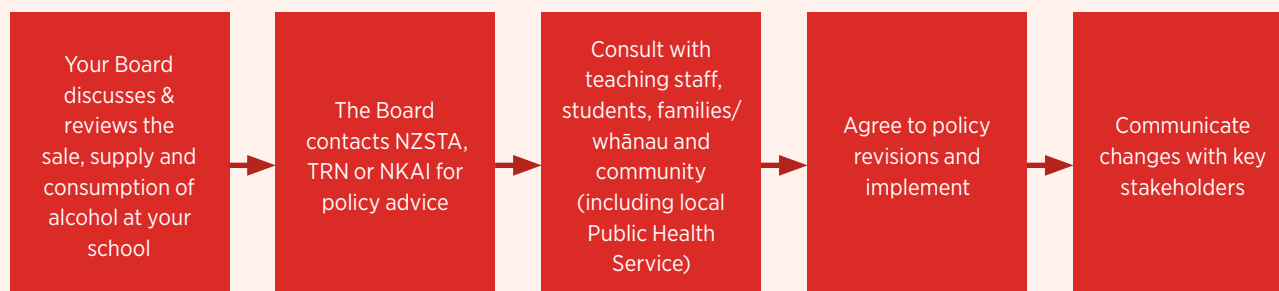 Your Board
discusses &
reviews the
sale, supply and
consumption of
alcohol at your
school
The Board
contacts NZSTA,
TRN or NKAI for
policy advice
Consult with
teaching staff,
students, families/
whānau and
community
(including local
Public Health
Service)
Agree to policy
revisions and
implement
Communicate
changes with key
stakeholders